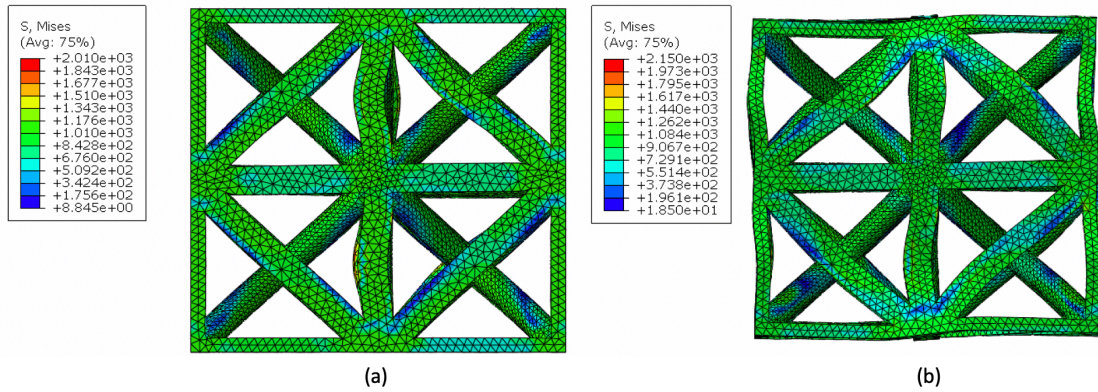 S, Mises
(Avg: 75%)
+2.010e+03
+1.843e+03
+1.677e+03
+1.510e+03
+1.343e+03
+1.176e+03
+1.010e+03
+8.428e+02
+6.760e+02
+5.092e+02
+3.424e+02
+1.756e+02
+8.845e+00
(a)
S, Mises
(Avg: 75%)
+2.150e+03
+1.973e+03
+1.795e+03
+1.617e+03
+1.440e+03
+1.262e+03
+1.084e+03
+9.067e+02
+7.291e+02
+5.514e+02
+3.738e+02
+1.961e+02
+1.850e+01
(b)